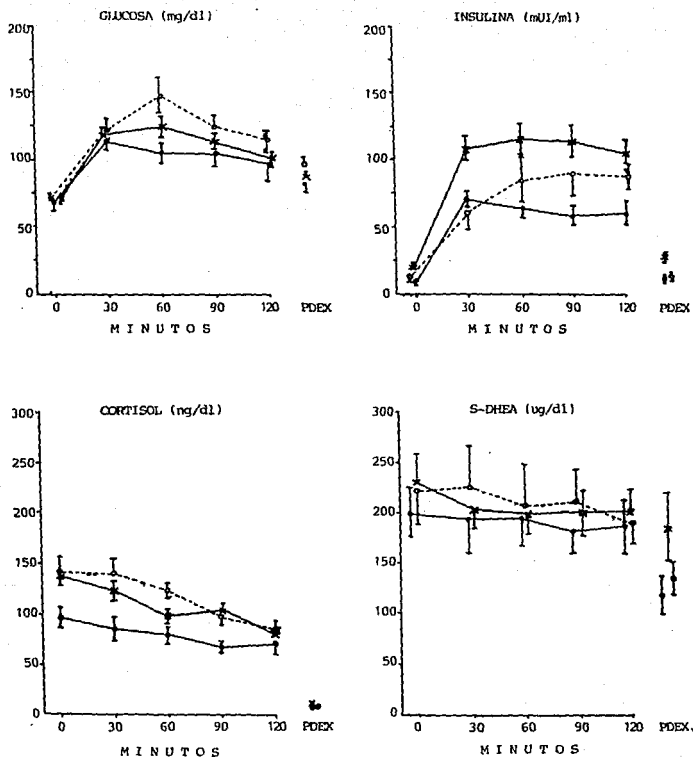 GLUCOSA (mg/dl)
200
150
100
50
0
0 30 60 90 120 PDEX
MINUTOS
INSULINA (mUI/ml)
200
150
100
50
0
0 30 60 90 120 PDEX
MINUTOS
CORTISOL (ng/dl)
300
250
200
150
100
50
0
0 30 60 90 120 PDEX
MINUTOS
S-DHEA (ug/dl)
300
250
200
150
100
50
0
0 30 60 90 120 PDEX.
MINUTOS